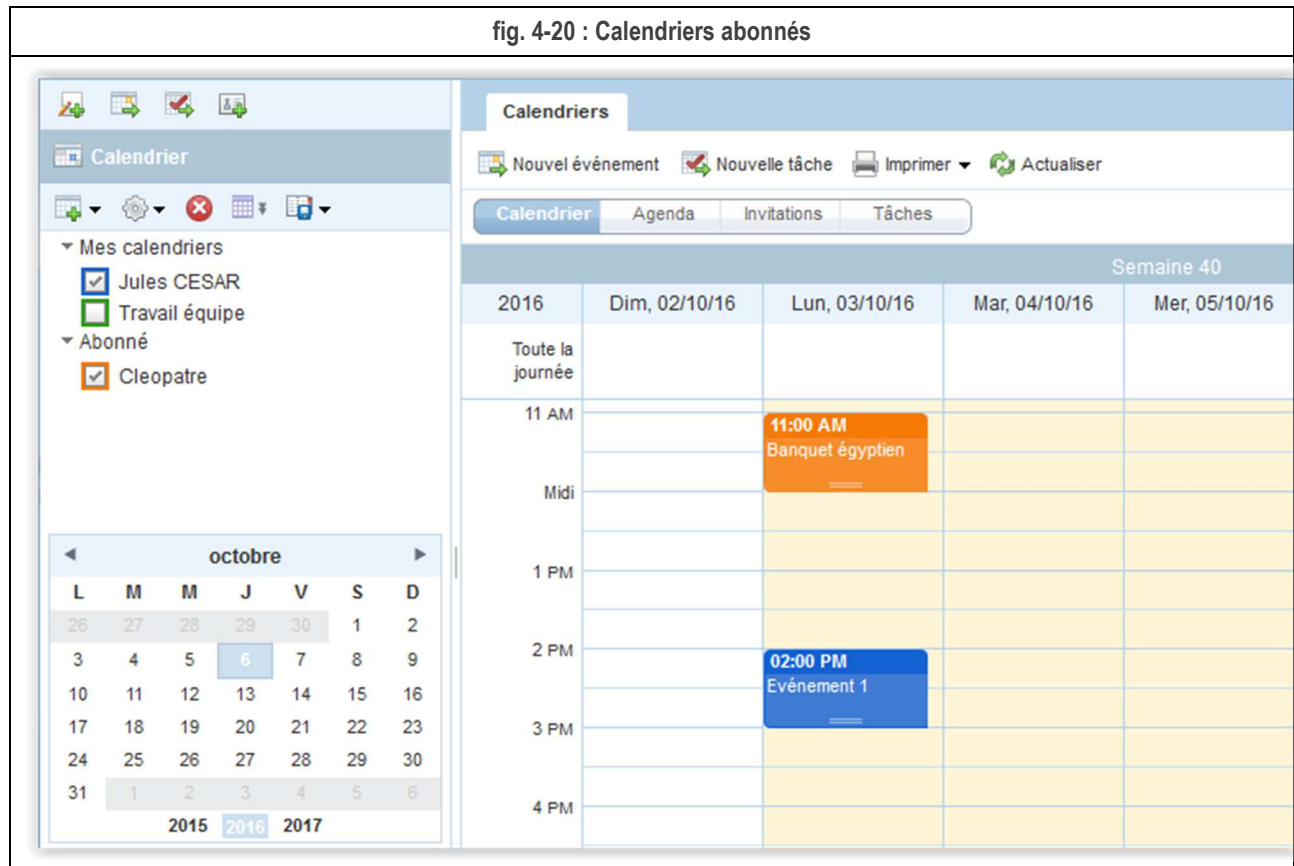 fig. 4-20 : Calendriers abonnés
Calendrier
Mes calendriers
Jules CESAR
Travail équipe
Abonné
Cleopatre
octobre
L M M J V S D
26 27 28 29 30 1 2
3 4 5 6 7 8 9
10 11 12 13 14 15 16
17 18 19 20 21 22 23
24 25 26 27 28 29 30
31 1 2 3 4 5 6
2015 2016 2017
Calendriers
Nouvel événement Nouvelle tâche Imprimer Actualiser
Calendrier Agenda Invitations Tâches
Semaine 40
2016 Dim, 02/10/16 Lun, 03/10/16 Mar, 04/10/16 Mer, 05/10/16
Toute la
journée
11 AM
11:00 AM
Banquet égyptien
Midi
1 PM
2 PM
02:00 PM
Evénement 1
3 PM
4 PM